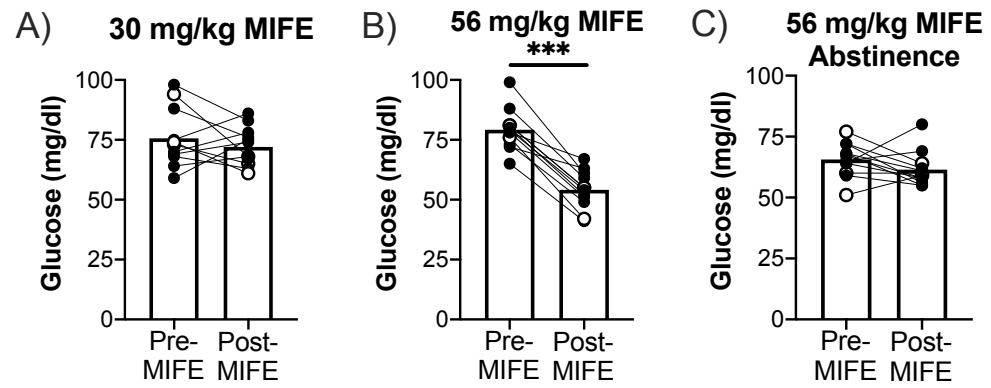 A)
30 mg/kg MIFE
Glucose (mg/dl)
100
75
50
25
0
Pre-
MIFE
Post-
MIFE
B)
56 mg/kg MIFE
***
Glucose (mg/dl)
100
75
50
25
0
Pre-
MIFE
Post-
MIFE
C)
56 mg/kg MIFE
Abstinence
Glucose (mg/dl)
100
75
50
25
0
Pre-
MIFE
Post-
MIFE